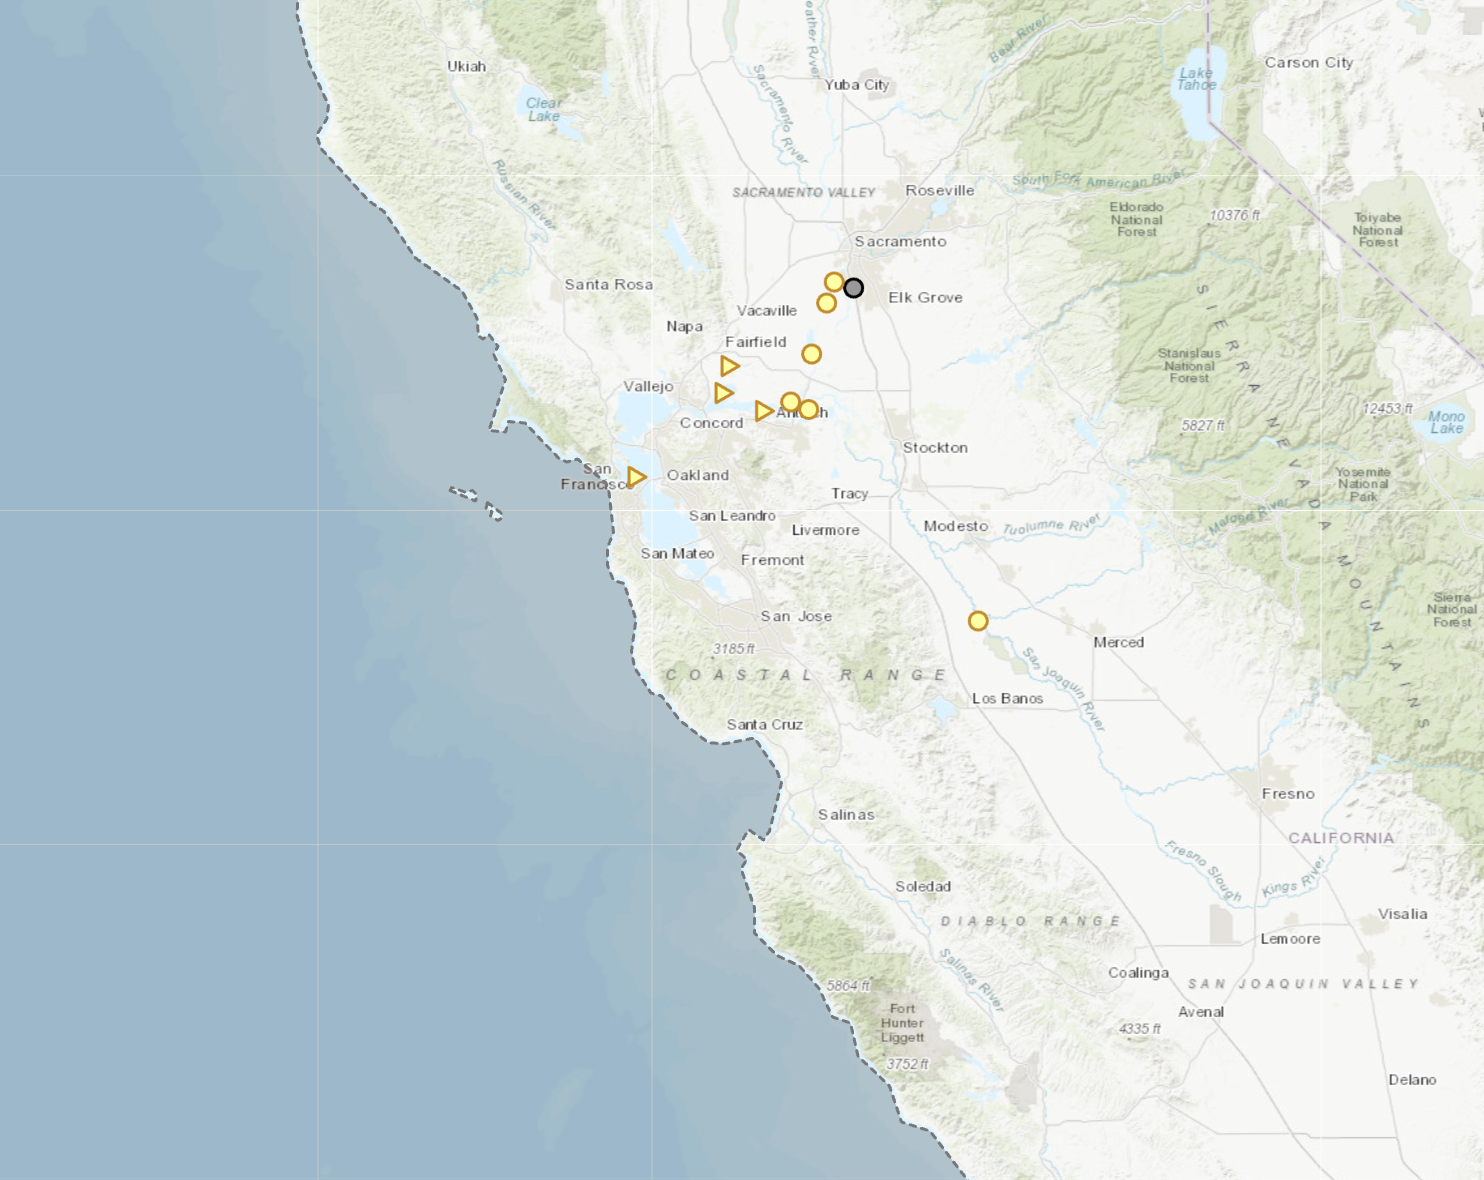 Ukiah
Clear
Lake
Russian River
Sacramento River
eather River
Yuba City
Bear River
Lake
Tahoe
Carson City
SACRAMENTO VALLEY
Roseville
South Fork American River
Eldorado
National
Forest
10376 ft
Toiyabe
National
Forest
Sacramento
Santa Rosa
Vacaville
Elk Grove
Napa
Fairfield
SIERRA NEVADA MOUNTAINS
Stanislaus
National
Forest
Vallejo
Concord
Stockton
5827 ft
12453 ft
Mono
Lake
San
Francisco
Oakland
Tracy
Yosemite
National
Park
San Leandro
Livermore
Modesto
Tuolumne River
Merced River
San Mateo
Fremont
San Jose
Sierra
National
Forest
3185 ft
Merced
COASTAL RANGE
San Joaquin River
Los Banos
Santa Cruz
Salinas
Fresno
CALIFORNIA
Fresno Slough
Kings River
Soledad
DIABLO RANGE
Visalia
Lemoore
Salinas River
Coalinga
SAN JOAQUIN VALLEY
5864 ft
Avenal
Fort
Hunter
Liggett
4335 ft
3752 ft
Delano